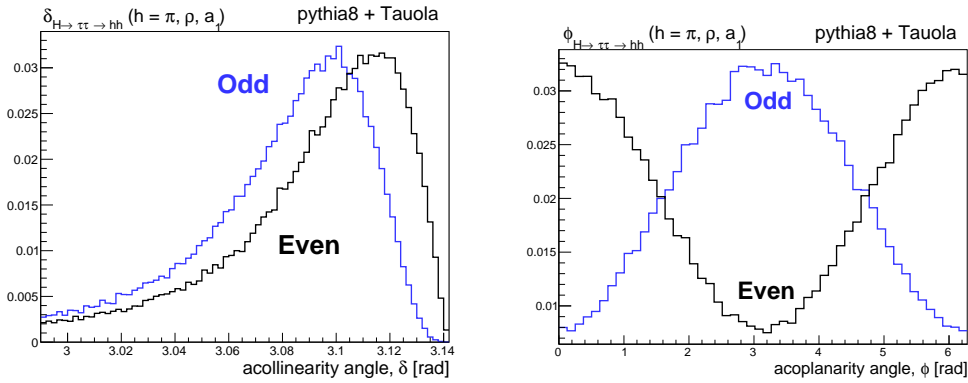 δH→ ττ → hh (h = π, ρ, a1)
pythia8 + Tauola
Odd
Even
0.03
0.025
0.02
0.015
0.01
0.005
0
3
3.02
3.04
3.06
3.08
3.1
3.12
3.14
acollinearity angle, δ [rad]
ϕH→ ττ → hh (h = π, ρ, a1)
pythia8 + Tauola
Odd
Even
0.03
0.025
0.02
0.015
0.01
0
1
2
3
4
5
6
acoplanarity angle, ϕ [rad]